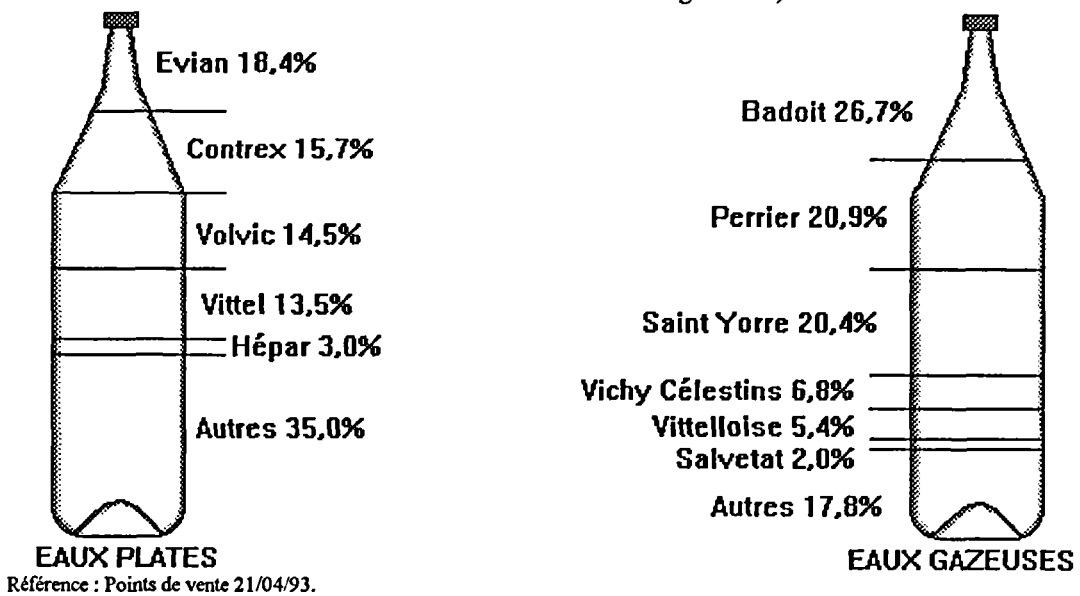 Evian 18,4%
Contrex 15,7%
Volvic 14,5%
Vittel 13,5%
Hépar 3,0%
Autres 35,0%
EAUX PLATES
Référence : Points de vente 21/04/93.
Badoit 26,7%
Perrier 20,9%
Saint Yorre 20,4%
Vichy Célestins 6,8%
Vittelloise 5,4%
Salvetat 2,0%
Autres 17,8%
EAUX GAZEUSES